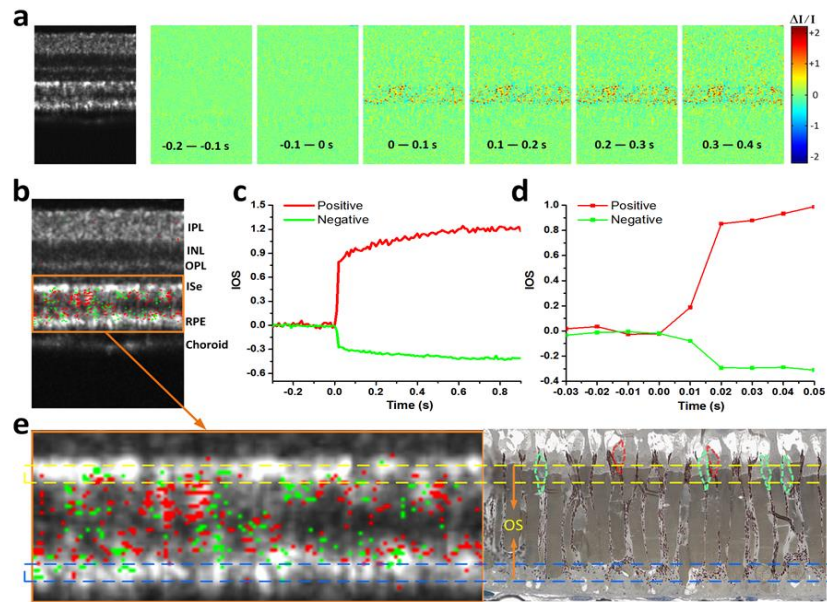 a
ΔI/I
+2
+1
0
-1
-2
-0.2 — -0.1 s
-0.1 — 0 s
0 — 0.1 s
0.1 — 0.2 s
0.2 — 0.3 s
0.3 — 0.4 s
b
IPL
INL
OPL
ISe
RPE
Choroid
c
Positive
Negative
IOS
1.5
1.2
0.9
0.6
0.3
0.0
-0.3
-0.6
-0.2 0.0 0.2 0.4 0.6 0.8
Time (s)
d
Positive
Negative
IOS
1.0
0.8
0.6
0.4
0.2
0.0
-0.2
-0.4
-0.03 -0.02 -0.01 0.00 0.01 0.02 0.03 0.04 0.05
Time (s)
e
OS